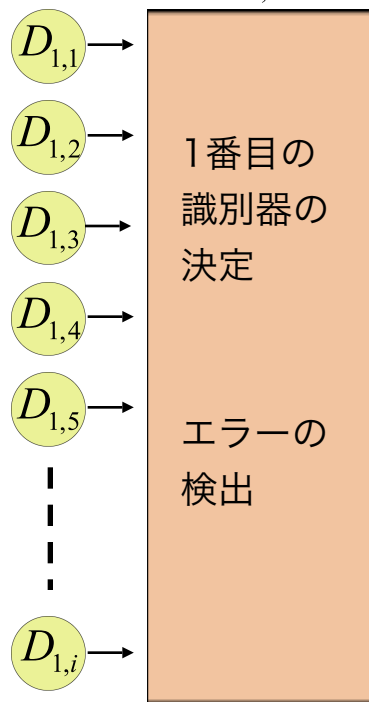 D1,1
D1,2
D1,3
D1,4
D1,5
D1,i
1番目の
識別器の
決定
エラーの
検出